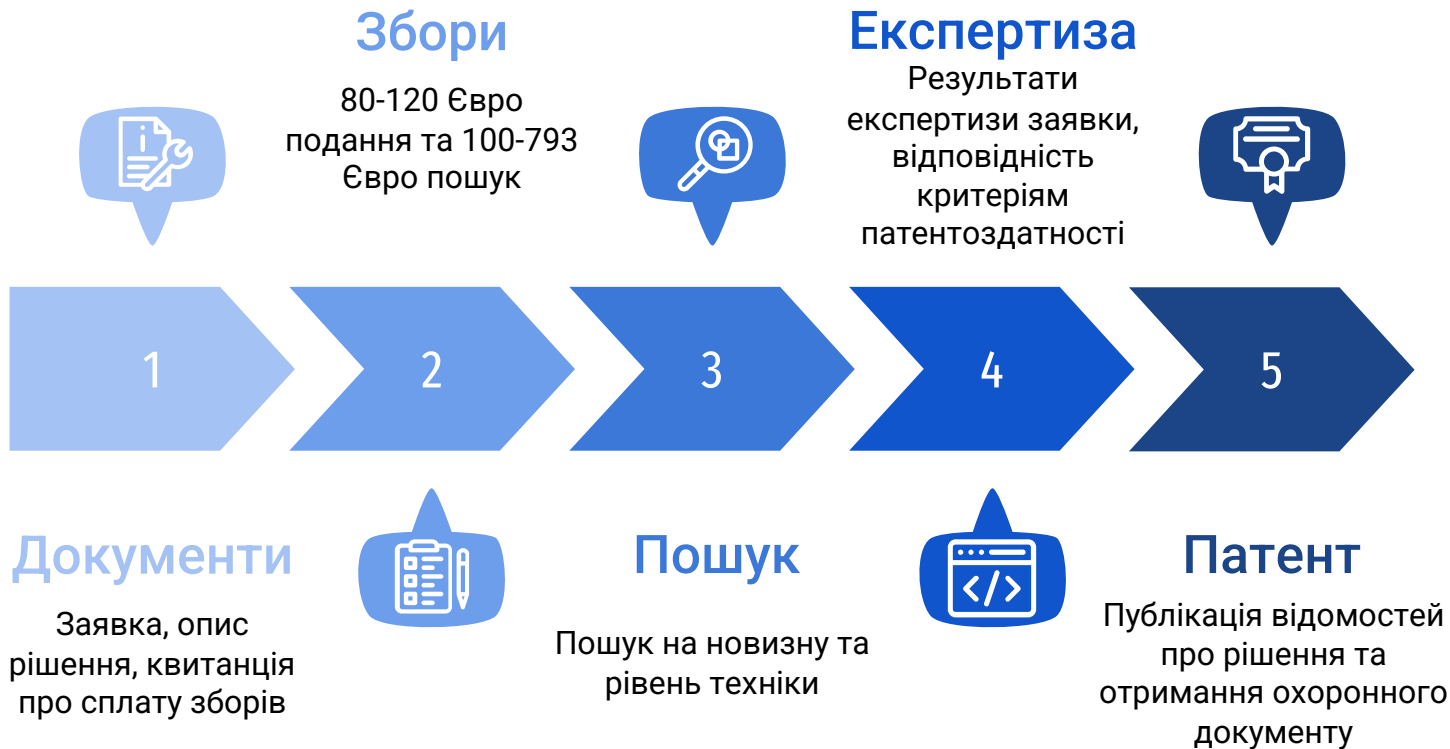 Збори
80-120 Євро
подання та 100-793
Євро пошук
Експертиза
Результати
експертизи заявки,
відповідність
критеріям
патентоздатності
1
2
3
4
5
Документи
Заявка, опис
рішення, квитанція
про сплату зборів
Пошук
Пошук на новизну та
рівень техніки
Патент
Публікація відомостей
про рішення та
отримання охоронного
документу